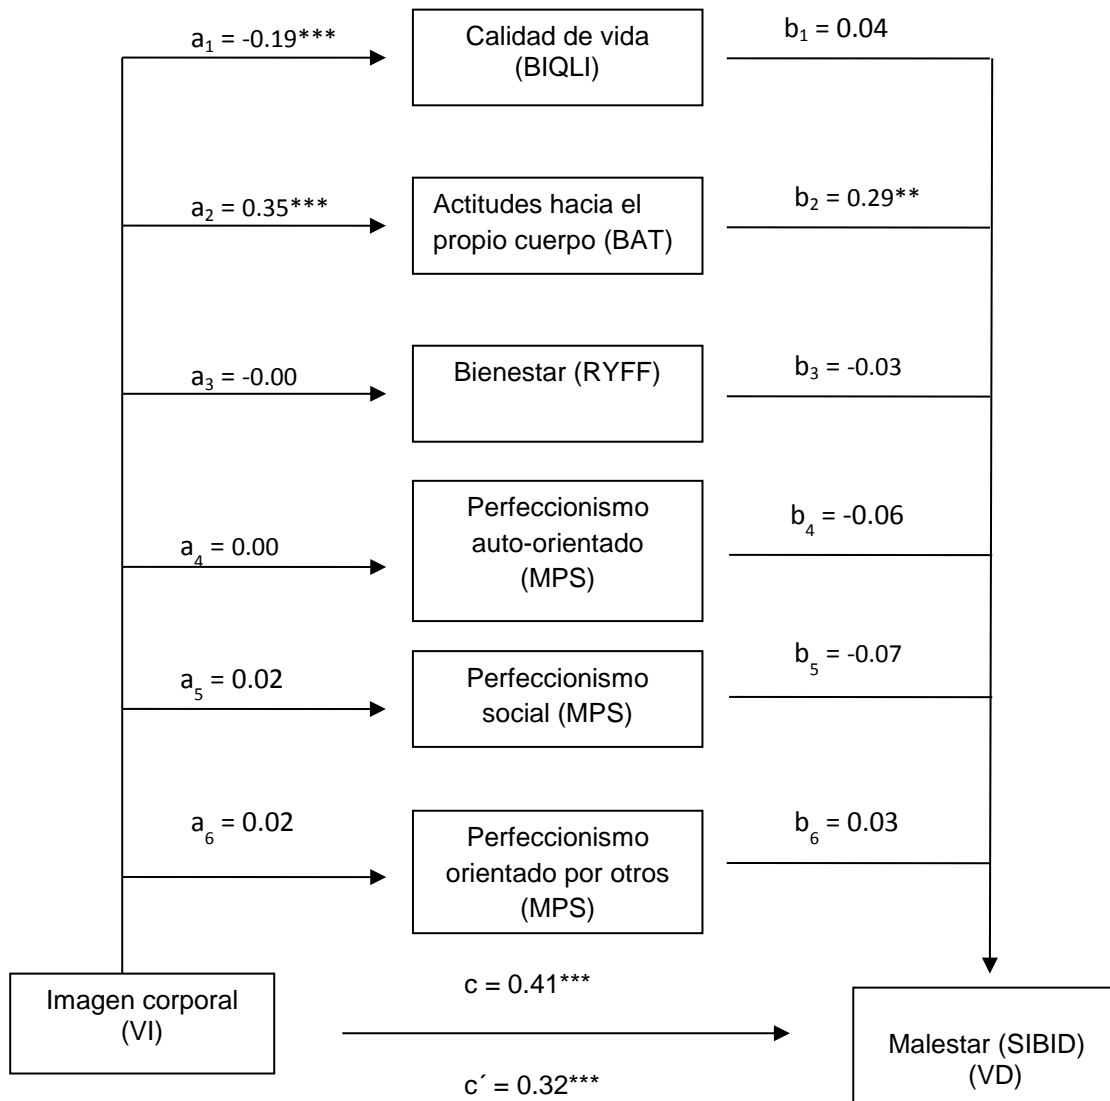 a₁ = -0.19***
Calidad de vida
(BIQLI)
b₁ = 0.04
a₂ = 0.35***
Actitudes hacia el
propio cuerpo (BAT)
b₂ = 0.29**
a₃ = -0.00
Bienestar (RYFF)
b₃ = -0.03
a₄ = 0.00
Perfeccionismo
auto-orientado
(MPS)
b₄ = -0.06
a₅ = 0.02
Perfeccionismo
social (MPS)
b₅ = -0.07
a₆ = 0.02
Perfeccionismo
orientado por otros
(MPS)
b₆ = 0.03
Imagen corporal
(VI)
c = 0.41***
c´ = 0.32***
Malestar (SIBID)
(VD)